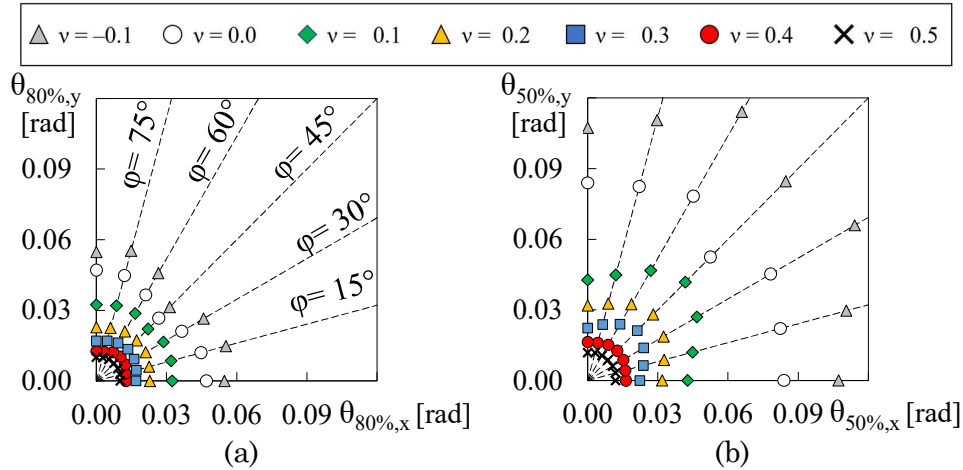 ν = –0.1 ν = 0.0 ν = 0.1 ν = 0.2 ν = 0.3 ν = 0.4 ν = 0.5
θ80%,y
[rad]
0.09
0.06
0.03
0.00
φ= 75°
φ= 60°
φ= 45°
φ= 30°
φ= 15°
0.00 0.03 0.06 0.09 θ80%,x [rad]
(a)
θ50%,y
[rad]
0.09
0.06
0.03
0.00
0.00 0.03 0.06 0.09 θ50%,x [rad]
(b)